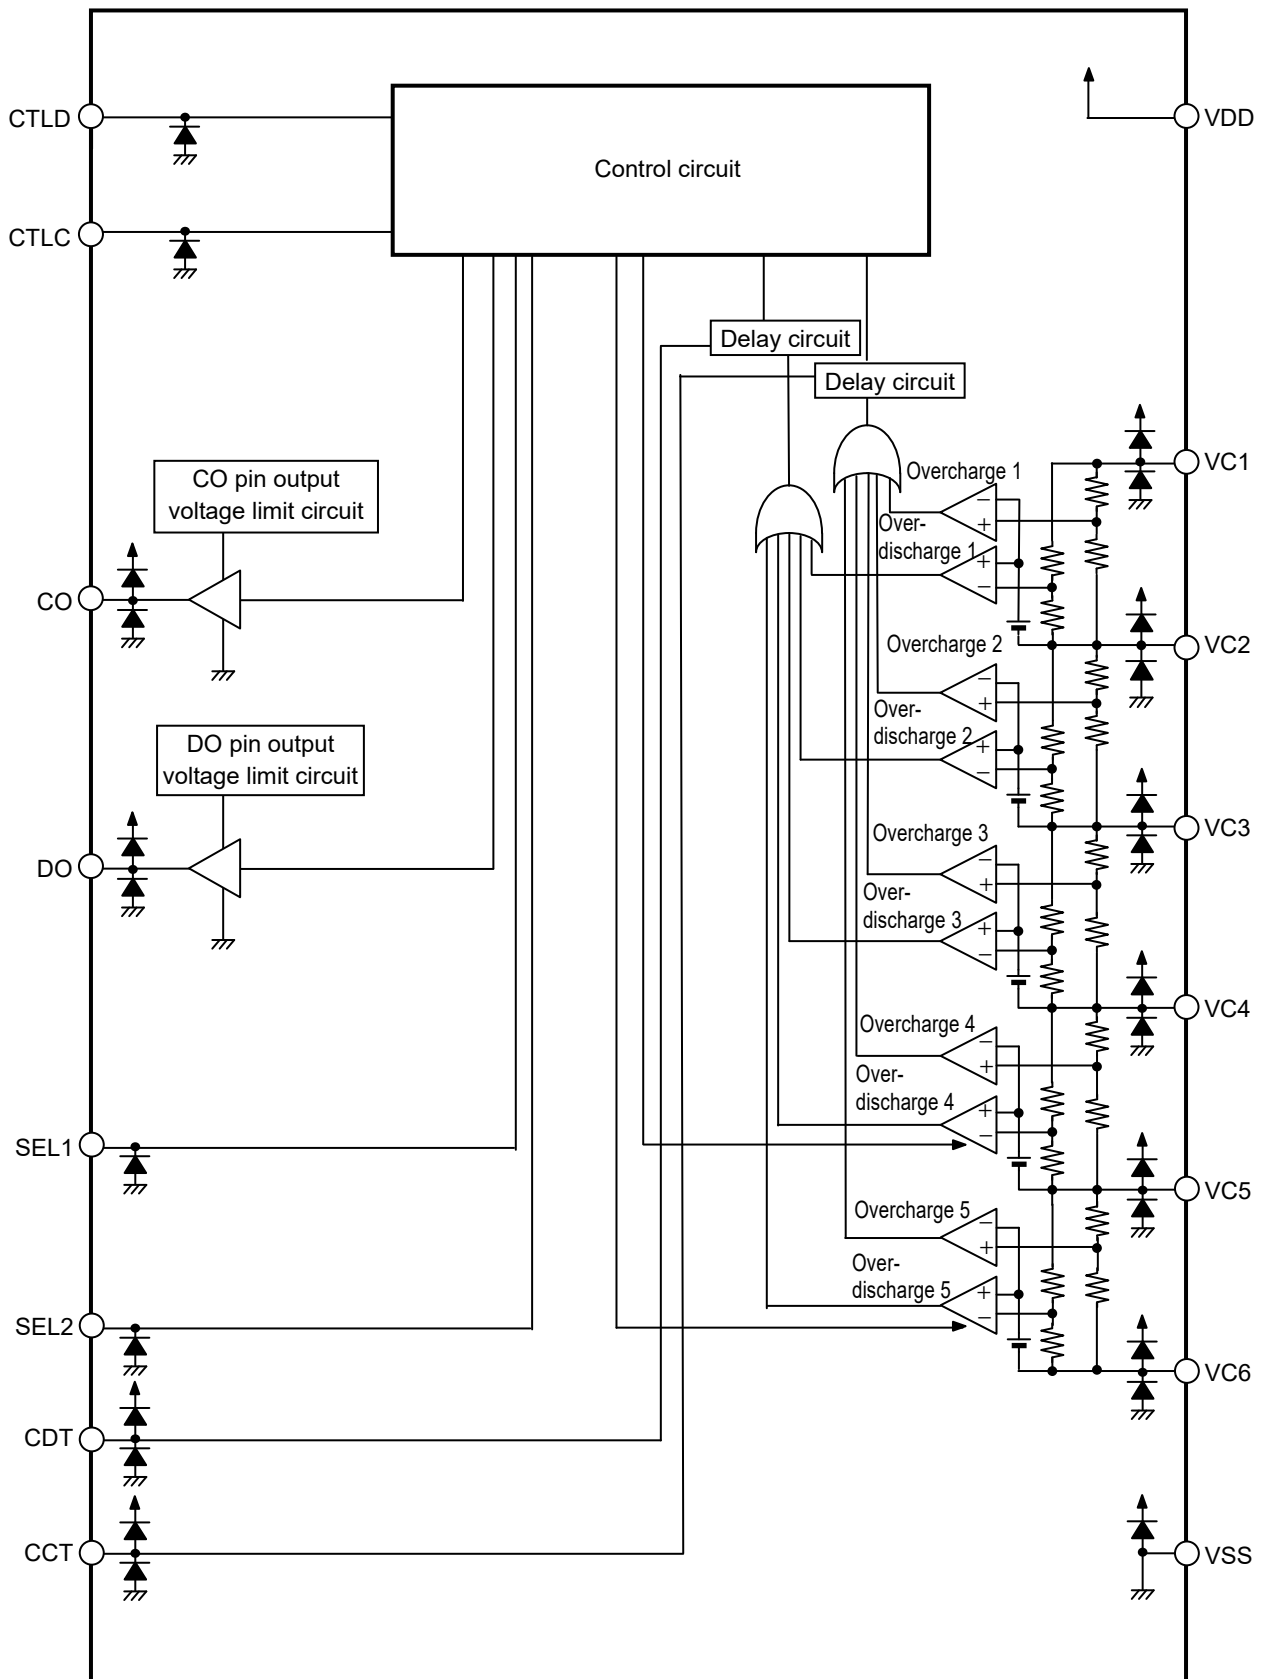 CTLD
Control circuit
VDD
CTLC
Delay circuit
Delay circuit
VC1
CO pin output
voltage limit circuit
Overcharge 1
Over-
discharge 1
CO
VC2
Overcharge 2
Over-
discharge 2
DO pin output
voltage limit circuit
VC3
Overcharge 3
DO
Over-
discharge 3
VC4
Overcharge 4
Over-
discharge 4
SEL1
VC5
Overcharge 5
Over-
discharge 5
SEL2
VC6
CDT
CCT
VSS